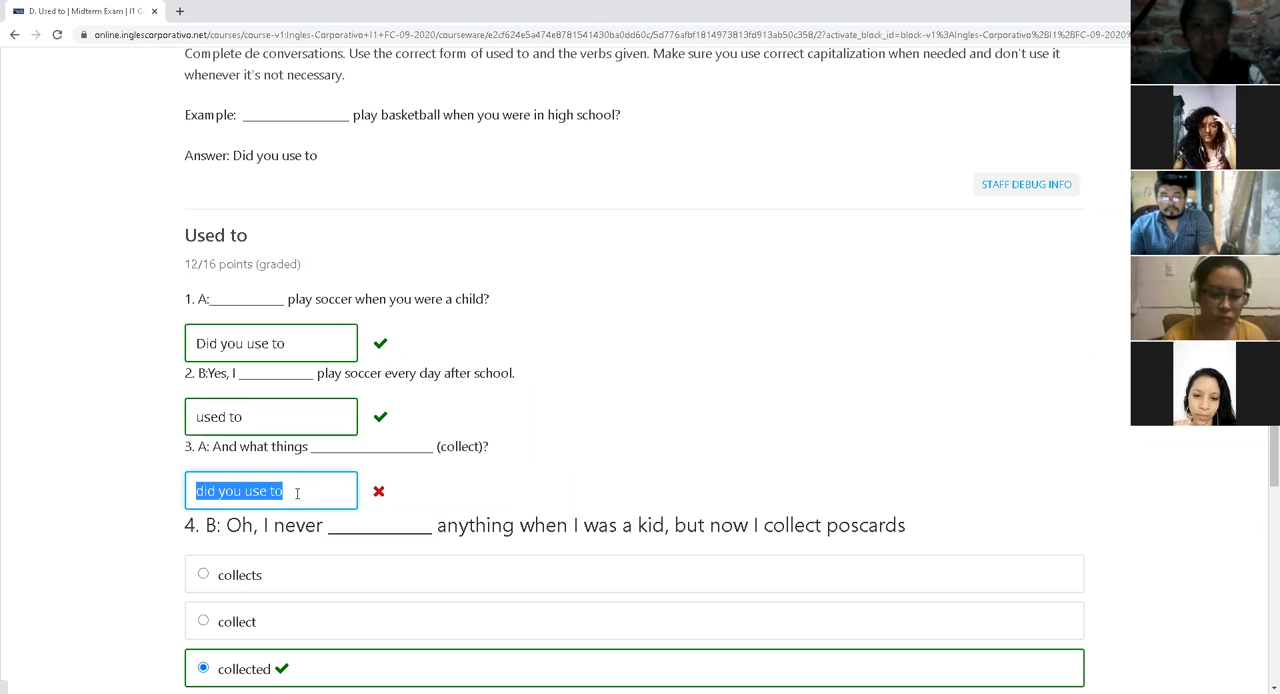 D. Used to | Midterm Exam | I1 C
online.inglescorporativo.net/courses/course-v1:Ingles-Corporativo+I1+FC-09-2020/courseware/e2cf624e5a474e8781541430ba0dd60c/5d776afbf1814973813fd913ab50c358/2?activate_block_id=block-v1%3AIngles-Corporativo%2BI1%2BFC-09-2020%
Complete de conversations. Use the correct form of used to and the verbs given. Make sure you use correct capitalization when needed and don't use it
whenever it's not necessary.
Example: ________________ play basketball when you were in high school?
Answer: Did you use to
STAFF DEBUG INFO
Used to
12/16 points (graded)
1. A:___________ play soccer when you were a child?
Did you use to
2. B:Yes, I ___________ play soccer every day after school.
used to
3. A: And what things __________________ (collect)?
did you use to
4. B: Oh, I never __________ anything when I was a kid, but now I collect poscards
collects
collect
collected